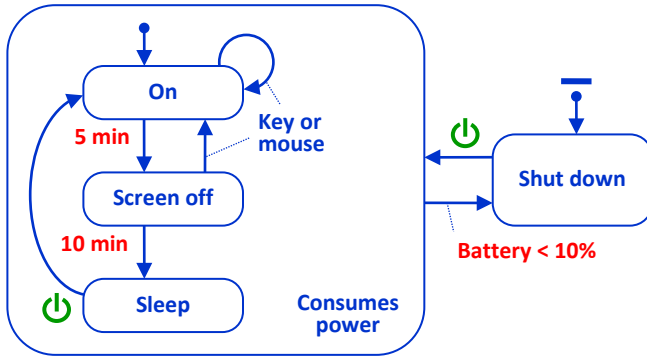 On
5 min
Key or
mouse
Screen off
Shut down
10 min
Battery < 10%
Sleep
Consumes
power